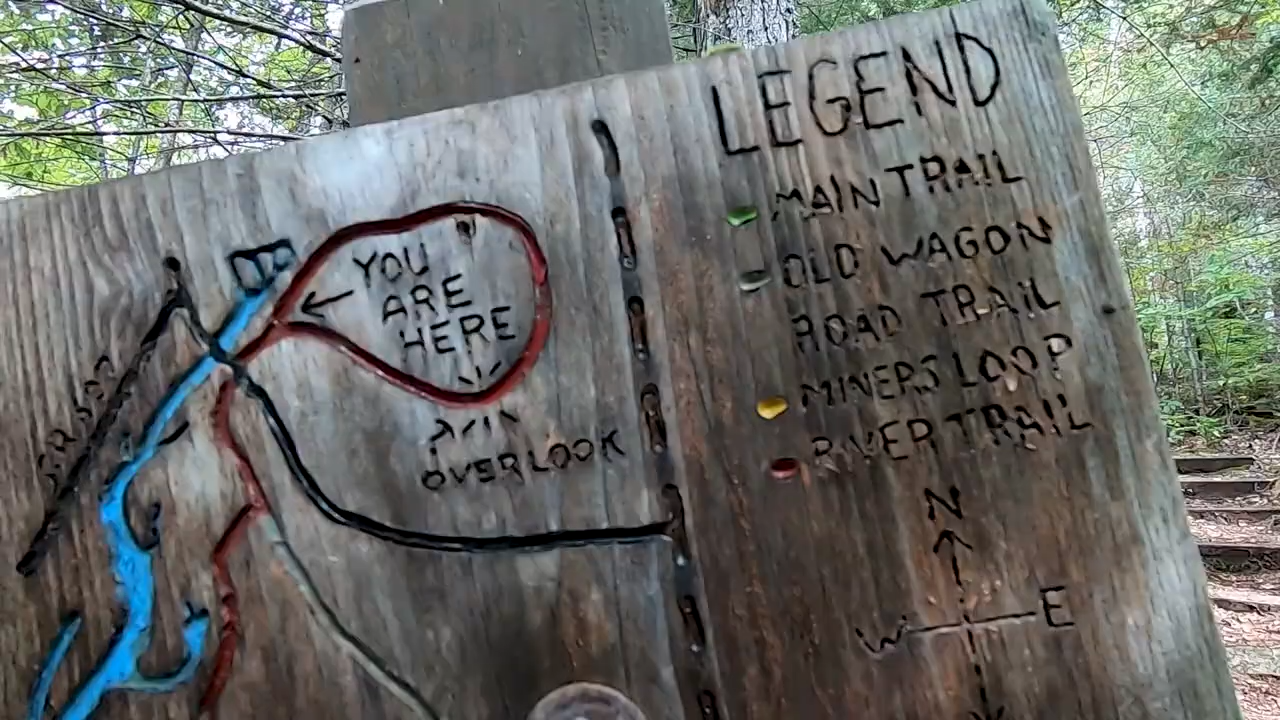 LEGEND
MAIN TRAIL
OLD WAGON
ROAD TRAIL
MINERS LOOP
RIVER TRAIL
YOU
ARE
HERE
OVERLOOK
N
W E